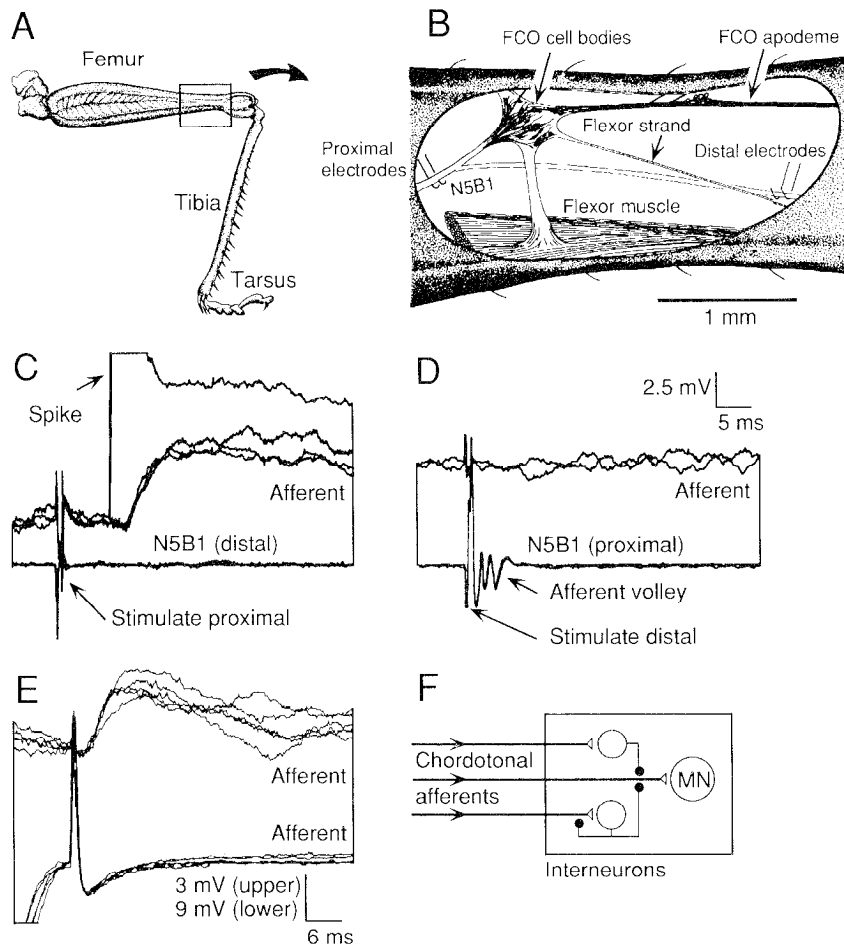 A
Femur
Tibia
Tarsus
B
FCO cell bodies
FCO apodeme
Flexor strand
Proximal
electrodes
Distal electrodes
N5B1
Flexor muscle
1 mm
C
Spike
Afferent
N5B1 (distal)
Stimulate proximal
D
2.5 mV
5 ms
Afferent
N5B1 (proximal)
Afferent volley
Stimulate distal
E
Afferent
Afferent
3 mV (upper)
9 mV (lower)
6 ms
F
Chordotonal
afferents
MN
Interneurons